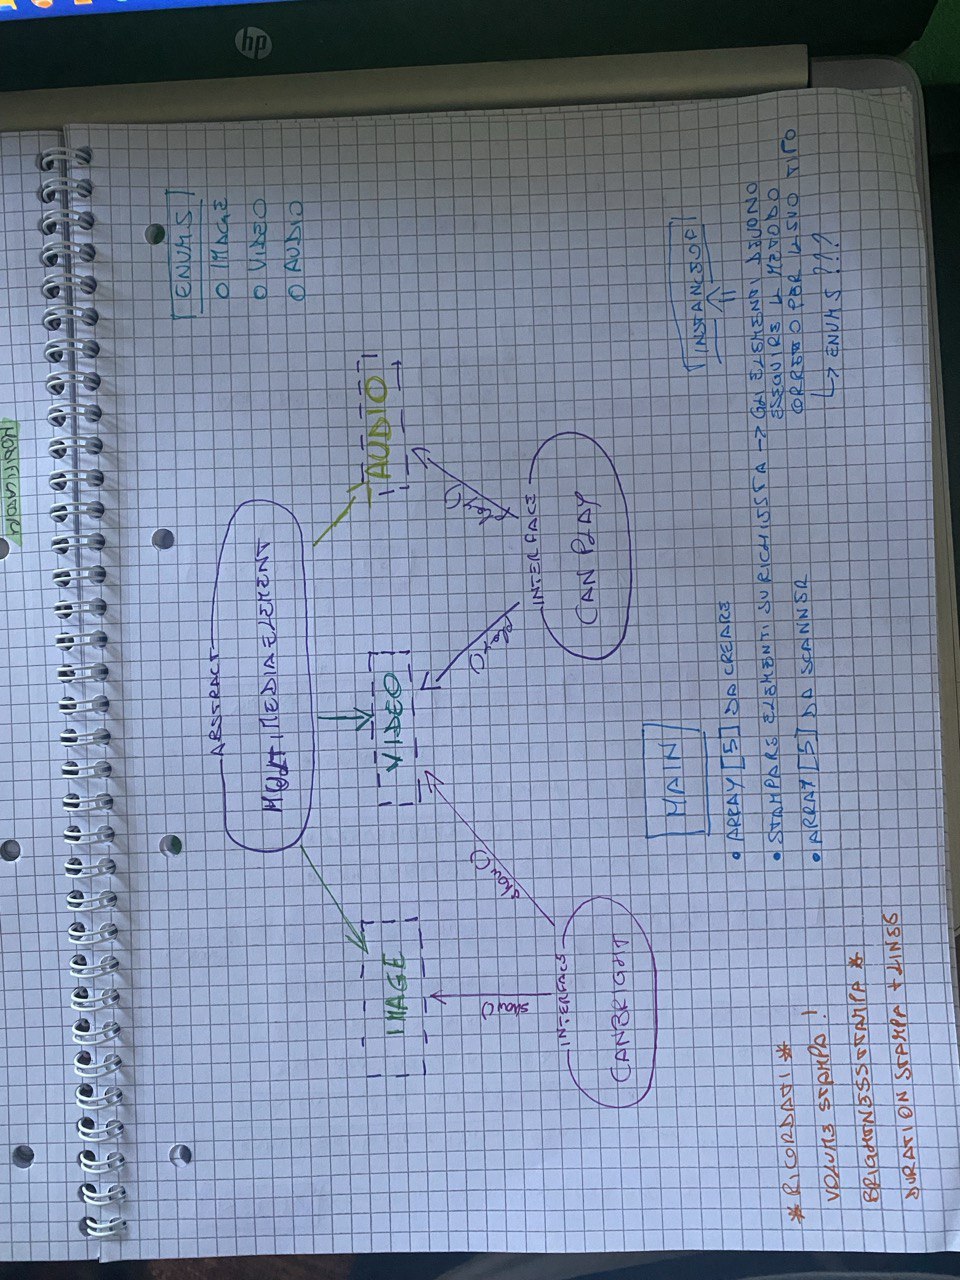 hp
MODIFICATORI
ENUMS
O IMAGE
O VIDEO
O AUDIO
ABSTRACT
MULTIMEDIAELEMENT
IMAGE
VIDEO
AUDIO
show()
show()
play()
play()
INTERFACE
CANBRIGHT
INTERFACE
CAN PLAY
MAIN
INSTANCEOF
• ARRAY [5] DA CREARE
• STAMPARE ELEMENTI SU RICHIESTA -> GLI ELEMENTI DEVONO
ESEGUIRE IL METODO
CORRETTO PER IL SUO TIPO
↳ ENUMS ???
• ARRAY [5] DA SCANNER
* RICORDATI *
VOLUME STAMPA !
BRIGHTNESS STAMPA *
DURATION STAMPA + LINES